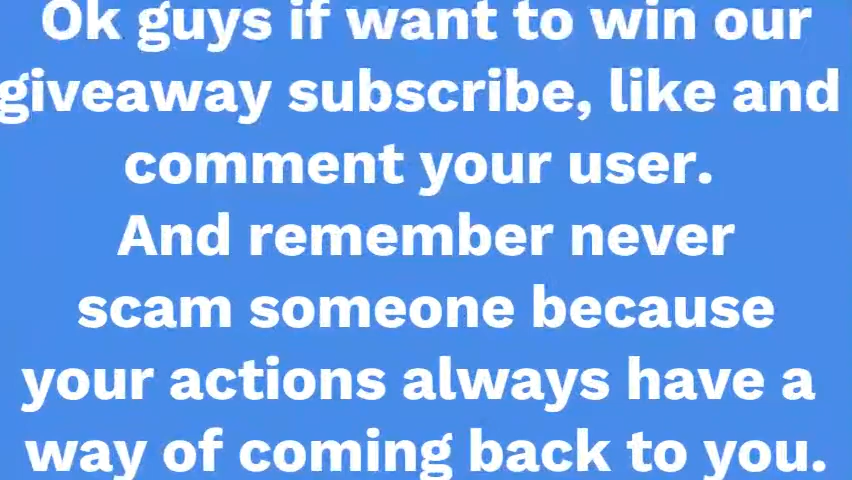 Ok guys if want to win our
giveaway subscribe, like and
comment your user.
And remember never
scam someone because
your actions always have a
way of coming back to you.